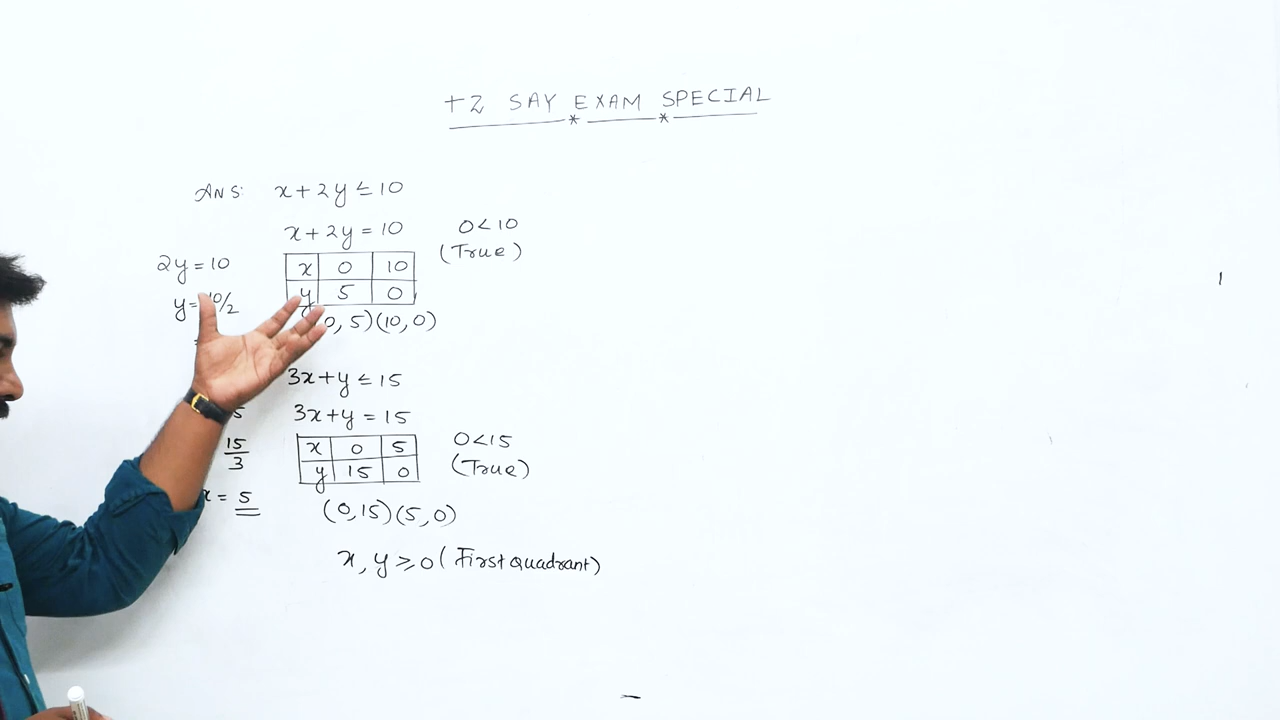 +2 SAY EXAM SPECIAL
ANS: x+2y ≤ 10
x+2y = 10
0<10
(True)
2y = 10
x 0 10
y 5 0
0, 5)(10, 0)
3x+y ≤ 15
3x+y = 15
15
3
x = 5
x 0 5
y 15 0
0<15
(True)
(0,15)(5,0)
x, y ≥ 0 (First quadrant)